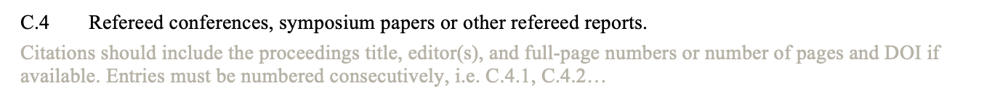 C.4 Refereed conferences, symposium papers or other refereed reports.
Citations should include the proceedings title, editor(s), and full-page numbers or number of pages and DOI if
available. Entries must be numbered consecutively, i.e. C.4.1, C.4.2…